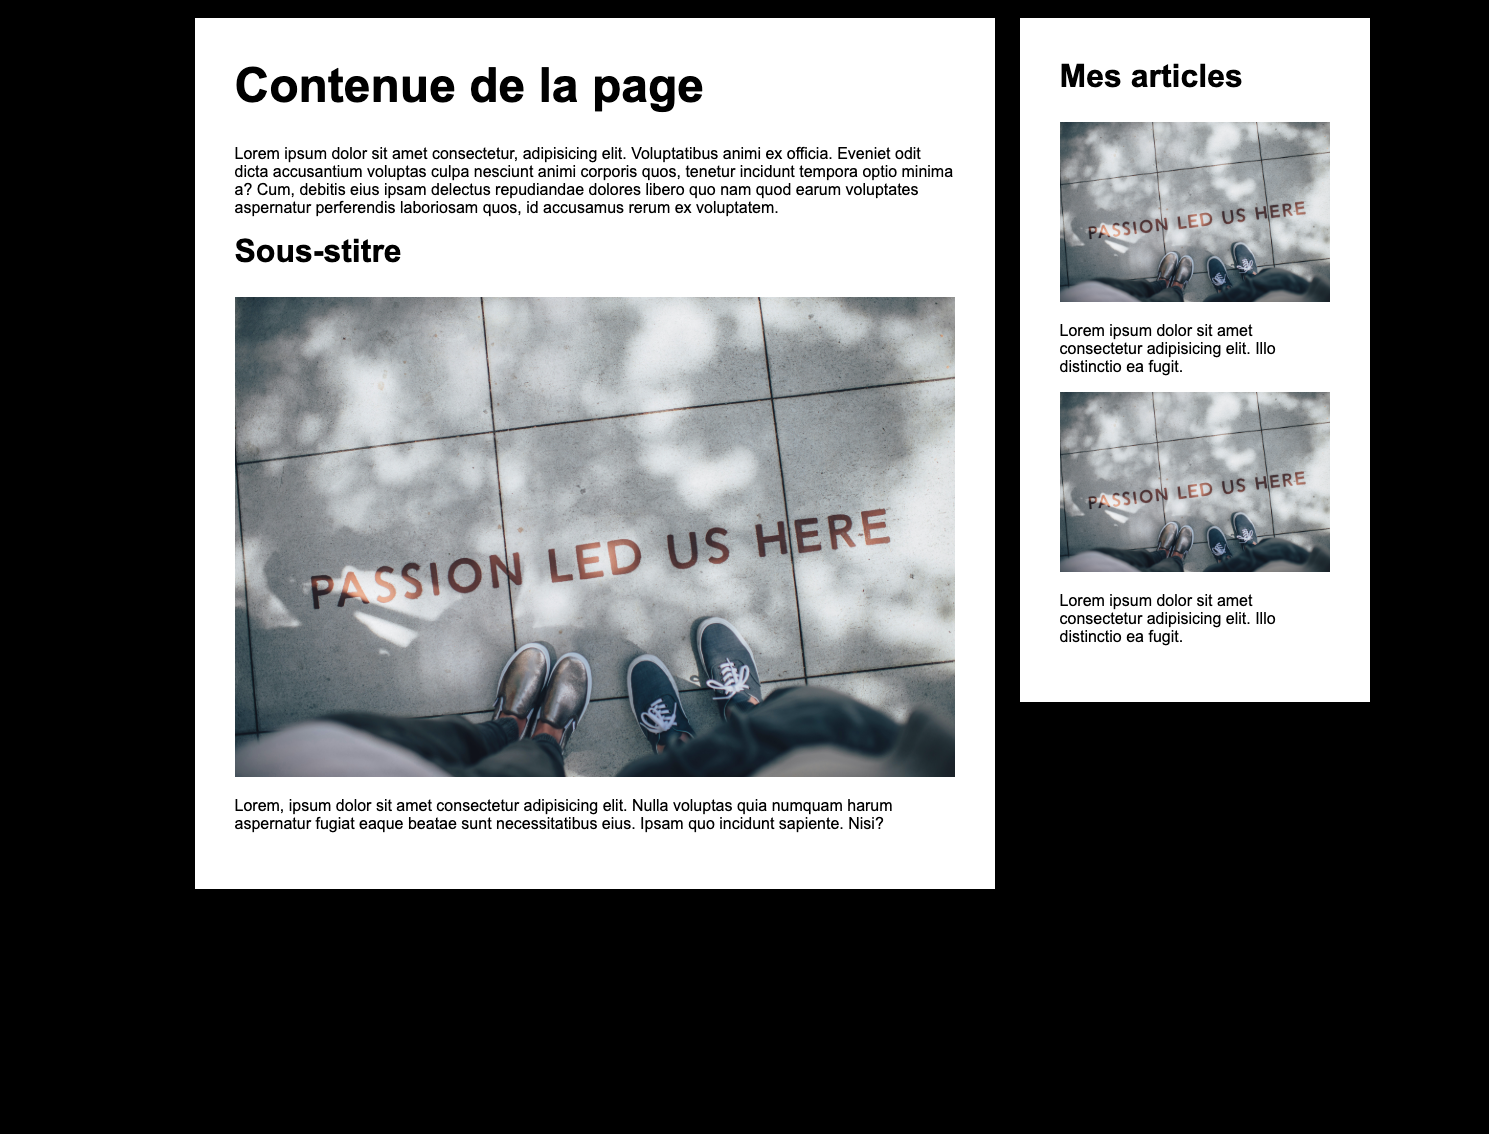 Contenue de la page
Lorem ipsum dolor sit amet consectetur, adipisicing elit. Voluptatibus animi ex officia. Eveniet odit
dicta accusantium voluptas culpa nesciunt animi corporis quos, tenetur incidunt tempora optio minima
a? Cum, debitis eius ipsam delectus repudiandae dolores libero quo nam quod earum voluptates
aspernatur perferendis laboriosam quos, id accusamus rerum ex voluptatem.
Sous-stitre
PASSION LED US HERE
Lorem, ipsum dolor sit amet consectetur adipisicing elit. Nulla voluptas quia numquam harum
aspernatur fugiat eaque beatae sunt necessitatibus eius. Ipsam quo incidunt sapiente. Nisi?
Mes articles
PASSION LED US HERE
Lorem ipsum dolor sit amet
consectetur adipisicing elit. Illo
distinctio ea fugit.
PASSION LED US HERE
Lorem ipsum dolor sit amet
consectetur adipisicing elit. Illo
distinctio ea fugit.